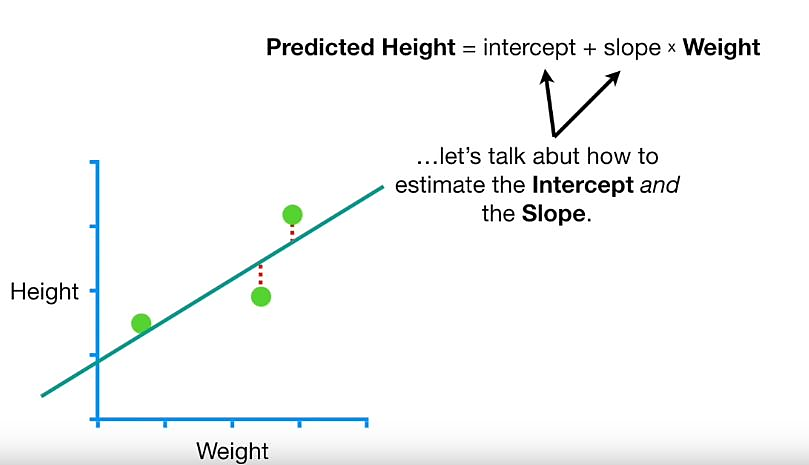 Predicted Height = intercept + slope × Weight
...let's talk abut how to
estimate the Intercept and
the Slope.
Height
Weight